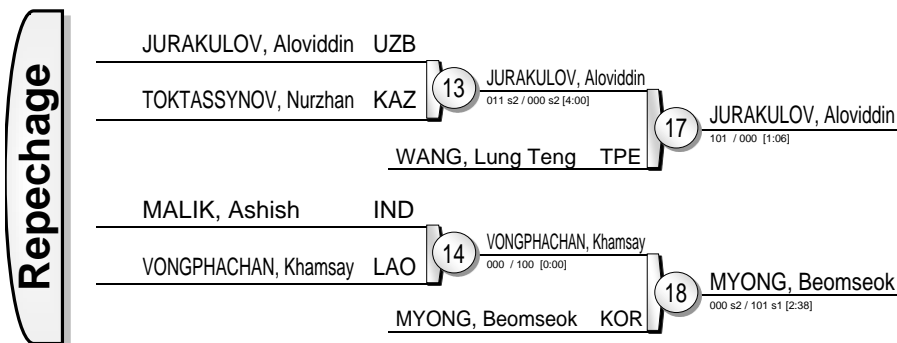 Repechage
JURAKULOV, Aloviddin UZB
TOKTASSYNOV, Nurzhan KAZ
13
JURAKULOV, Aloviddin
011 s2 / 000 s2 [4:00]
WANG, Lung Teng TPE
17
JURAKULOV, Aloviddin
101 / 000 [1:06]
MALIK, Ashish IND
VONGPHACHAN, Khamsay LAO
14
VONGPHACHAN, Khamsay
000 / 100 [0:00]
MYONG, Beomseok KOR
18
MYONG, Beomseok
000 s2 / 101 s1 [2:38]